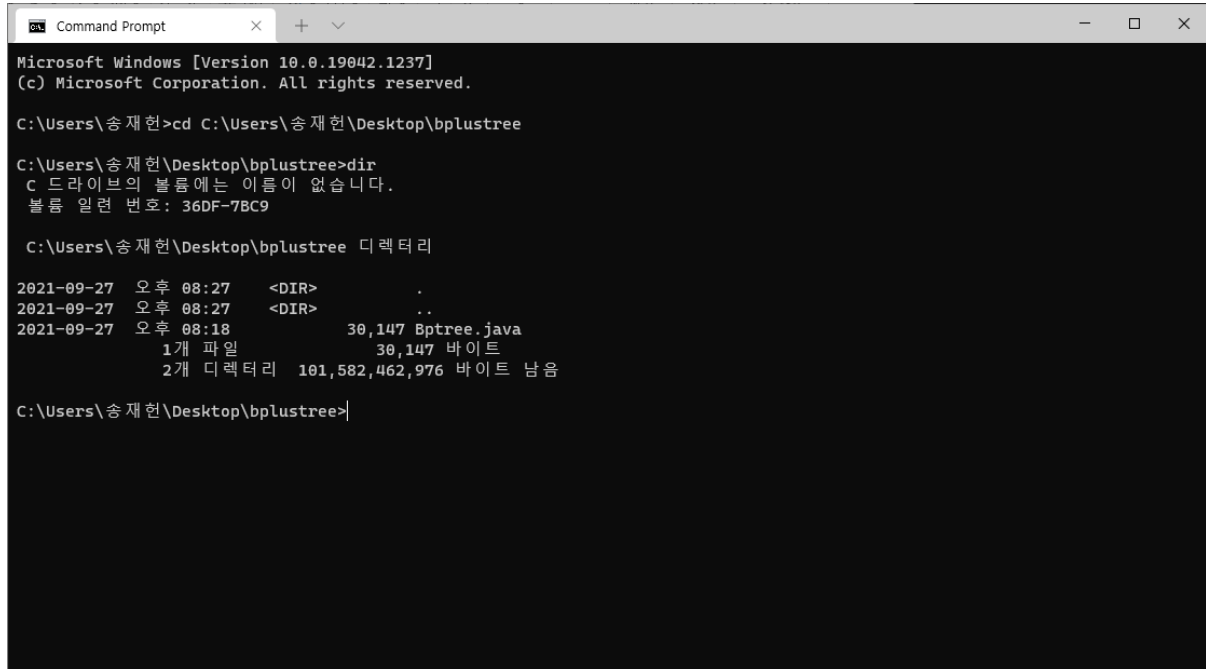 Command Prompt
Microsoft Windows [Version 10.0.19042.1237]
(c) Microsoft Corporation. All rights reserved.
C:\Users\송재헌>cd C:\Users\송재헌\Desktop\bplustree
C:\Users\송재헌\Desktop\bplustree>dir
C 드라이브의 볼륨에는 이름이 없습니다.
볼륨 일련 번호: 36DF-7BC9
C:\Users\송재헌\Desktop\bplustree 디렉터리
2021-09-27 오후 08:27 <DIR> .
2021-09-27 오후 08:27 <DIR> ..
2021-09-27 오후 08:18 30,147 Bptree.java
1개 파일 30,147 바이트
2개 디렉터리 101,582,462,976 바이트 남음
C:\Users\송재헌\Desktop\bplustree>